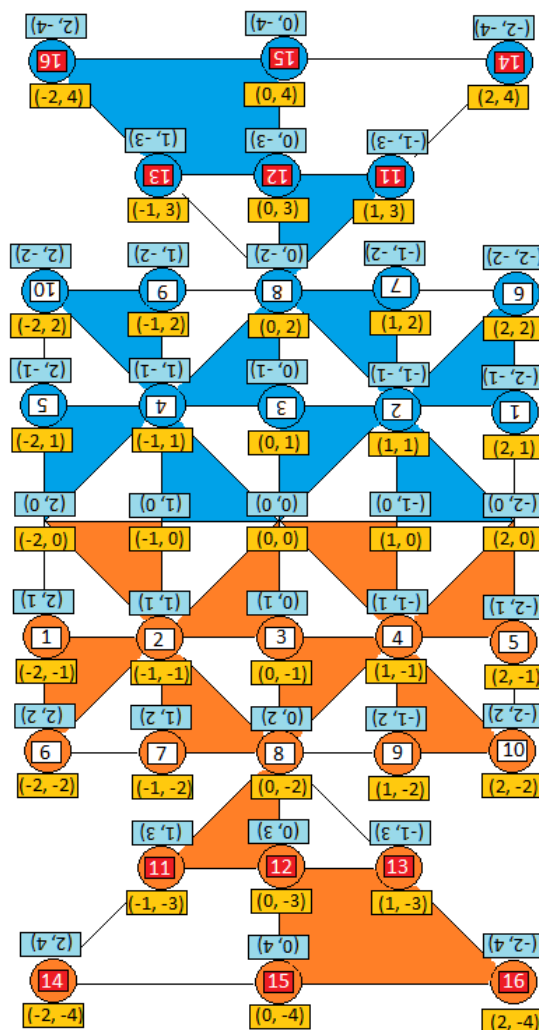 (2, -4) (0, -4) (-2, -4)
16 15 14
(-2, 4) (0, 4) (2, 4)
(1, -3) (0, -3) (-1, -3)
13 12 11
(-1, 3) (0, 3) (1, 3)
(2, -2) (1, -2) (0, -2) (-1, -2) (-2, -2)
10 9 8 7 6
(-2, 2) (-1, 2) (0, 2) (1, 2) (2, 2)
(2, -1) (1, -1) (0, -1) (-1, -1) (-2, -1)
5 4 3 2 1
(-2, 1) (-1, 1) (0, 1) (1, 1) (2, 1)
(2, 0) (1, 0) (0, 0) (-1, 0) (-2, 0)
(-2, 0) (-1, 0) (0, 0) (1, 0) (2, 0)
(2, 1) (1, 1) (0, 1) (-1, 1) (-2, 1)
1 2 3 4 5
(-2, -1) (-1, -1) (0, -1) (1, -1) (2, -1)
(2, 2) (1, 2) (0, 2) (-1, 2) (-2, 2)
6 7 8 9 10
(-2, -2) (-1, -2) (0, -2) (1, -2) (2, -2)
(1, 3) (0, 3) (-1, 3)
11 12 13
(-1, -3) (0, -3) (1, -3)
(2, 4) (0, 4) (-2, 4)
14 15 16
(-2, -4) (0, -4) (2, -4)